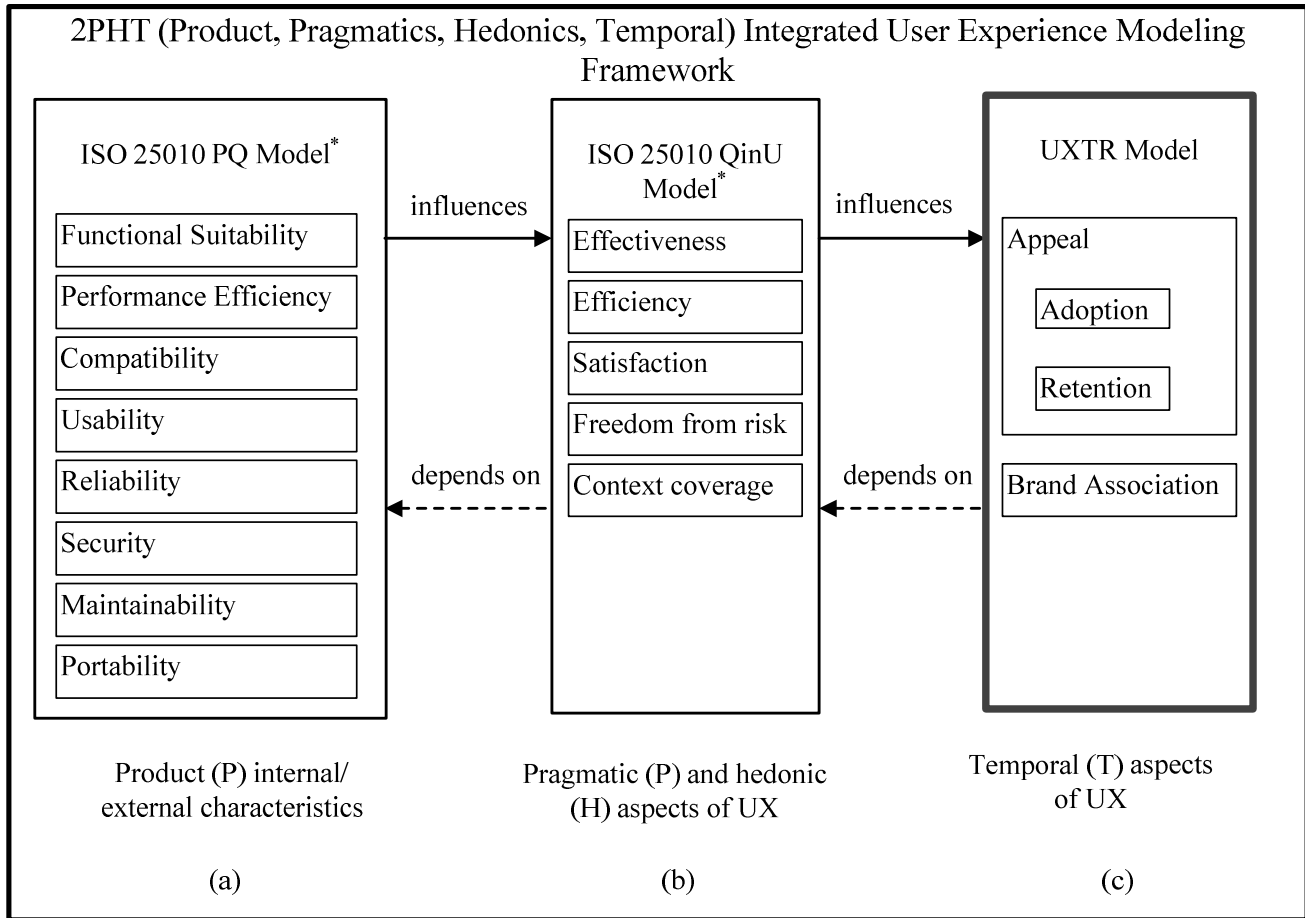 2PHT (Product, Pragmatics, Hedonics, Temporal) Integrated User Experience Modeling
Framework
ISO 25010 PQ Model*
Functional Suitability
Performance Efficiency
Compatibility
Usability
Reliability
Security
Maintainability
Portability
influences
depends on
ISO 25010 QinU
Model*
Effectiveness
Efficiency
Satisfaction
Freedom from risk
Context coverage
influences
depends on
UXTR Model
Appeal
Adoption
Retention
Brand Association
Product (P) internal/
external characteristics
Pragmatic (P) and hedonic
(H) aspects of UX
Temporal (T) aspects
of UX
(a)
(b)
(c)